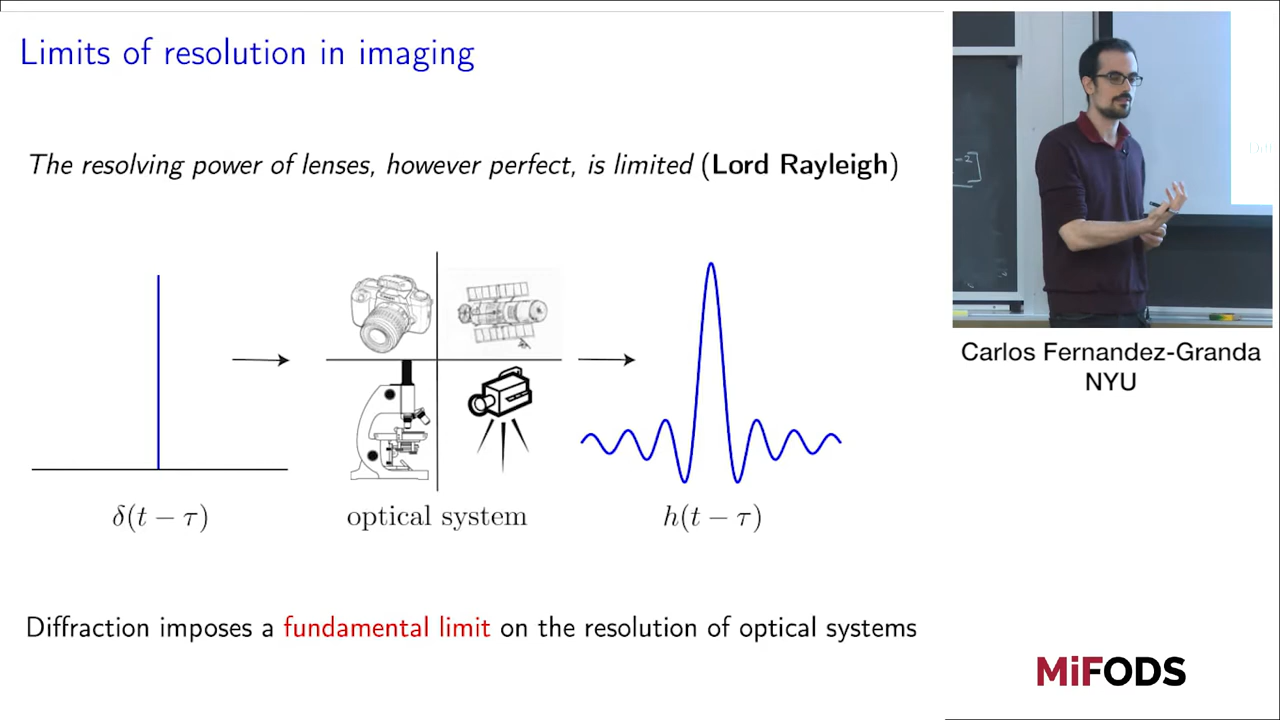 Limits of resolution in imaging
The resolving power of lenses, however perfect, is limited (Lord Rayleigh)
δ(t − τ)
optical system
h(t − τ)
Diffraction imposes a fundamental limit on the resolution of optical systems
−2]
Carlos Fernandez-Granda
NYU
MiFODS